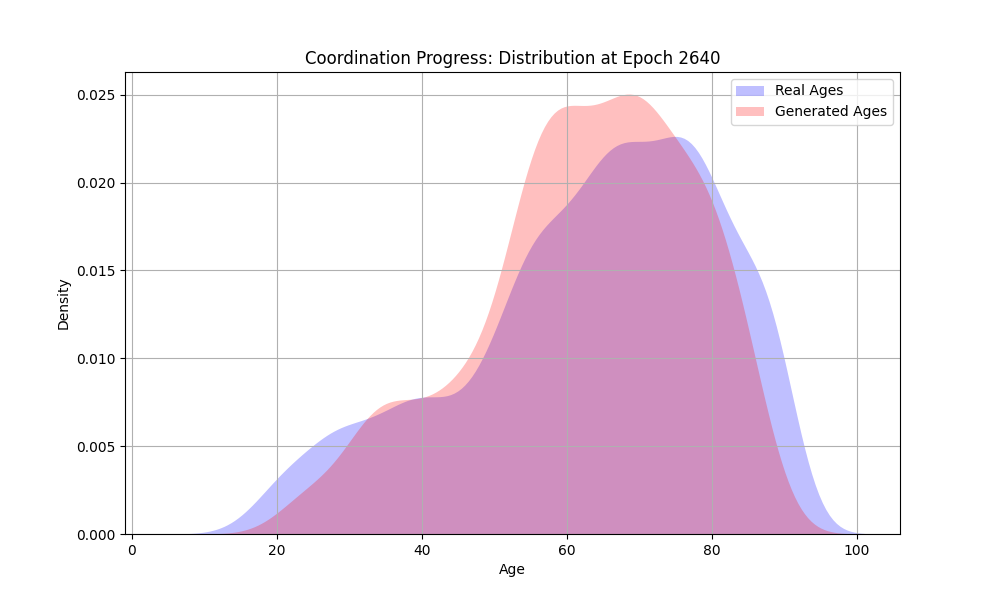 Coordination Progress: Distribution at Epoch 2640
Real Ages
Generated Ages
0.025
0.020
0.015
0.010
0.005
0.000
Density
0 20 40 60 80 100
Age